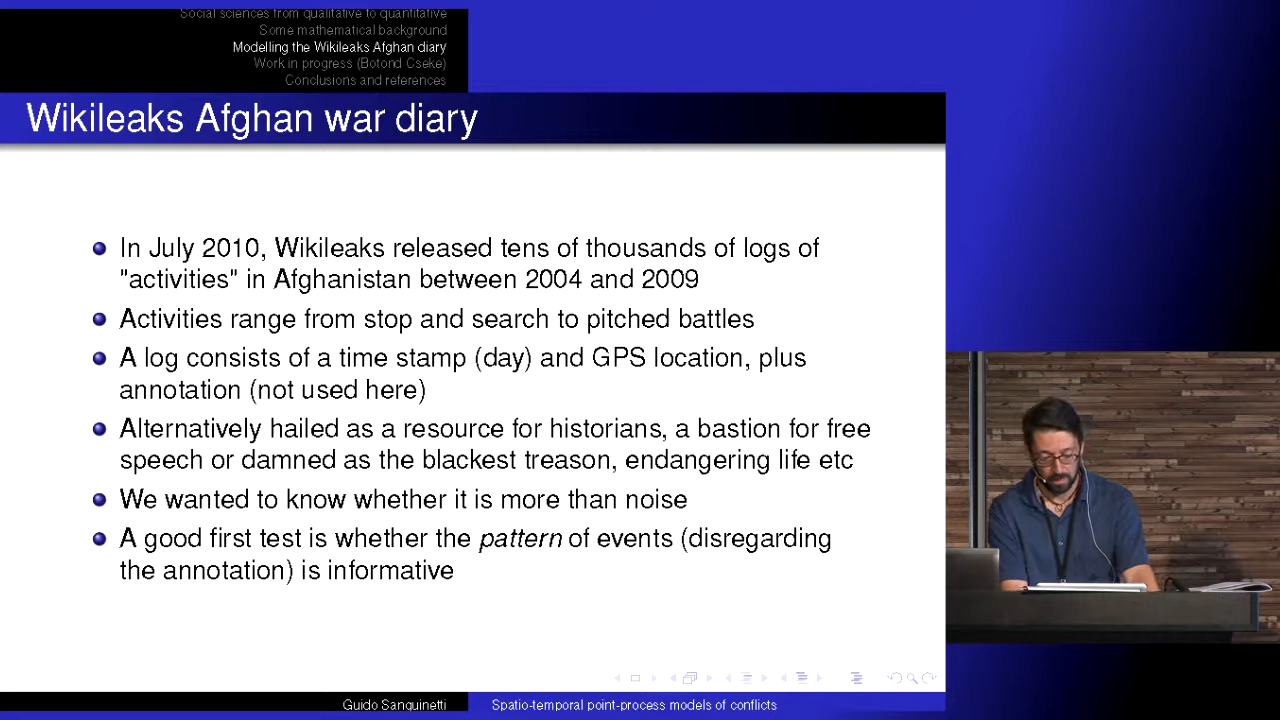 Social sciences from qualitative to quantitative
Some mathematical background
Modelling the Wikileaks Afghan diary
Work in progress (Botond Cseke)
Conclusions and references
Wikileaks Afghan war diary
In July 2010, Wikileaks released tens of thousands of logs of
"activities" in Afghanistan between 2004 and 2009
Activities range from stop and search to pitched battles
A log consists of a time stamp (day) and GPS location, plus
annotation (not used here)
Alternatively hailed as a resource for historians, a bastion for free
speech or damned as the blackest treason, endangering life etc
We wanted to know whether it is more than noise
A good first test is whether the pattern of events (disregarding
the annotation) is informative
Guido Sanguinetti
Spatio-temporal point-process models of conflicts